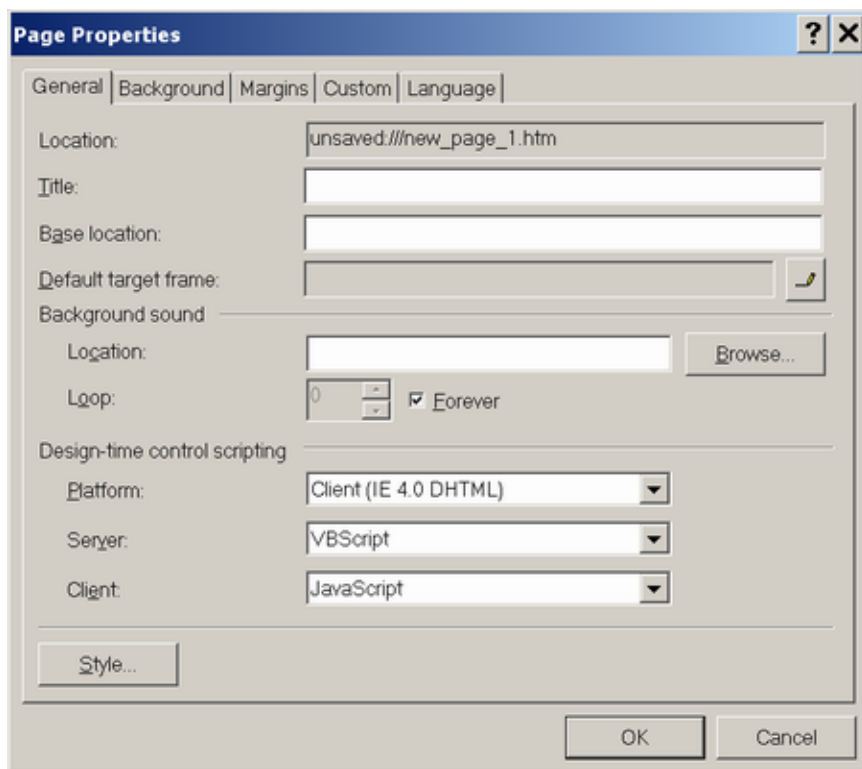 Page Properties
General Background Margins Custom Language
Location: unsaved:///new_page_1.htm
Title:
Base location:
Default target frame:
Background sound
Location: Browse...
Loop: 0 Forever
Design-time control scripting
Platform: Client (IE 4.0 DHTML)
Server: VBScript
Client: JavaScript
Style...
OK Cancel